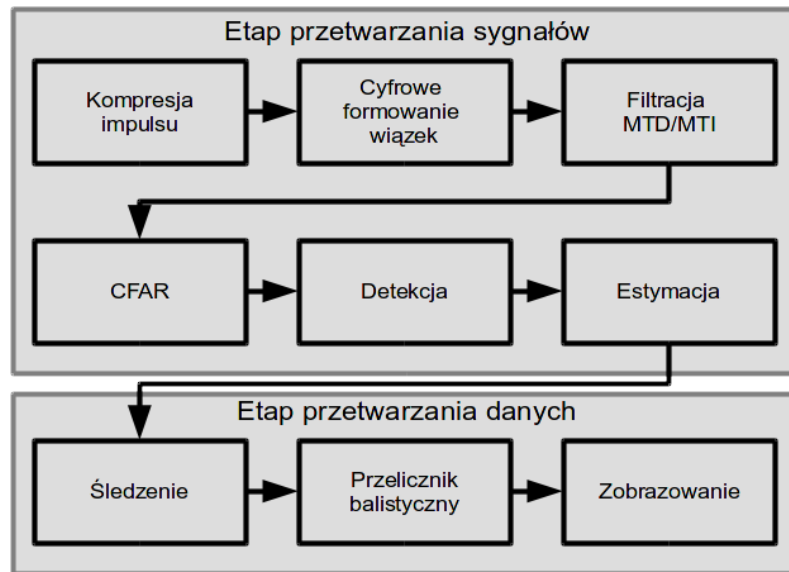 Etap przetwarzania sygnałów
Kompresja
impulsu
Cyfrowe
formowanie
wiązek
Filtracja
MTD/MTI
CFAR
Detekcja
Estymacja
Etap przetwarzania danych
Śledzenie
Przelicznik
balistyczny
Zobrazowanie